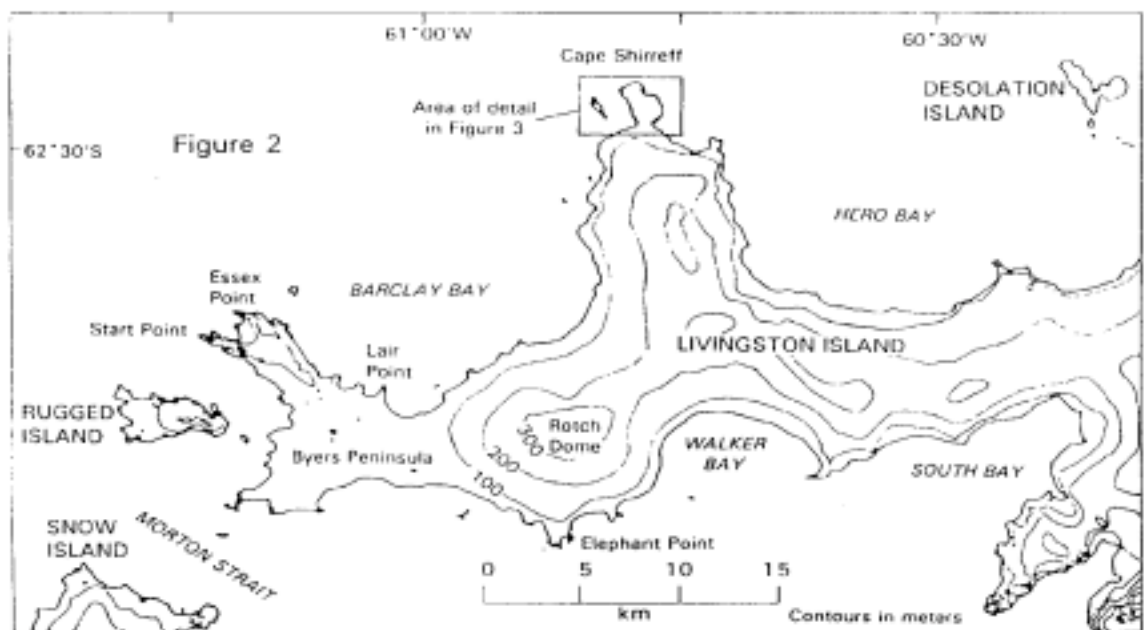 61°00'W
60°30'W
Cape Shirreff
DESOLATION
ISLAND
Area of detail
in Figure 3
62°30'S
Figure 2
HERO BAY
Essex
Point
BARCLAY BAY
Start Point
LIVINGSTON ISLAND
Lair
Point
RUGGED
ISLAND
Rotch
Dome
300
200
100
WALKER
BAY
Byers Peninsula
SOUTH BAY
SNOW
ISLAND
MORTON STRAIT
Elephant Point
0 5 10 15
km
Contours in meters